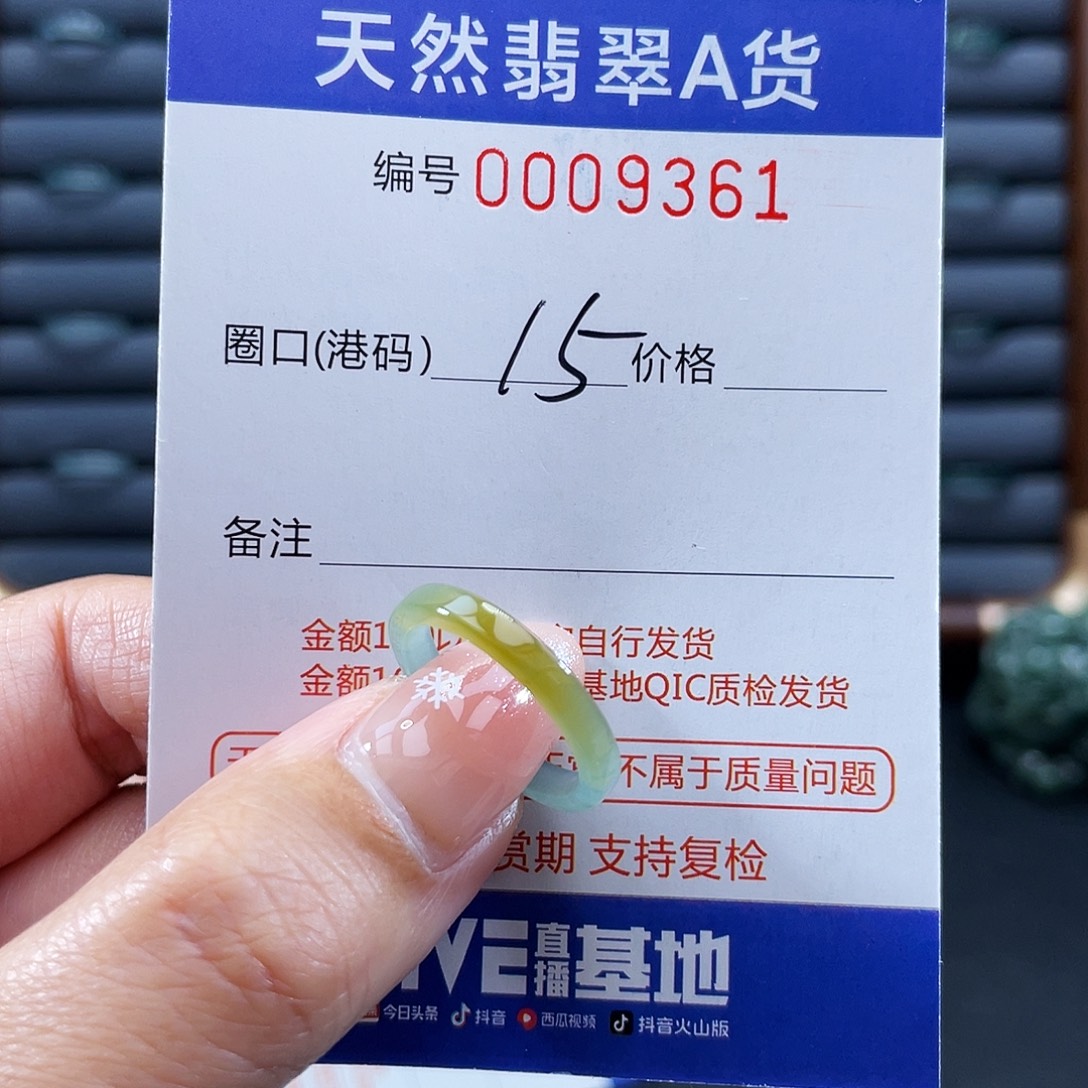 天然翡翠A货
编号 0009361
圈口(港码) 15 价格
备注
金额1 自行发货
金额1 基地QIC质检发货
不属于质量问题
赏期 支持复检
VE 直播 基地
今日头条 抖音 西瓜视频 抖音火山版